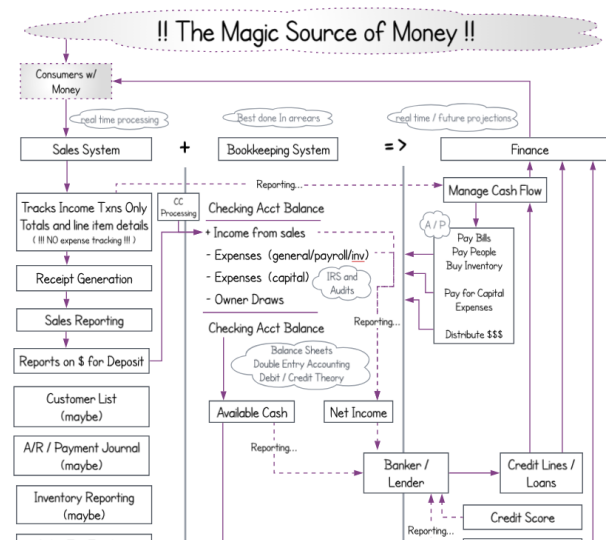 !! The Magic Source of Money !!
Consumers w/
Money
real time processing
Best done In arrears
real time / future projections
Sales System
+
Bookkeeping System
=>
Finance
Reporting...
Manage Cash Flow
Tracks Income Txns Only
Totals and line item details
( !!! NO expense tracking !!! )
CC
Processing
Checking Acct Balance
+ Income from sales
- Expenses (general/payroll/inv)
- Expenses (capital)
- Owner Draws
IRS and
Audits
A / P
Pay Bills
Pay People
Buy Inventory
Pay for Capital
Expenses
Distribute $$$
Receipt Generation
Sales Reporting
Reports on $ for Deposit
Reporting...
Checking Acct Balance
Balance Sheets
Double Entry Accounting
Debit / Credit Theory
Customer List
(maybe)
Available Cash
Net Income
A/R / Payment Journal
(maybe)
Reporting...
Banker /
Lender
Credit Lines /
Loans
Inventory Reporting
(maybe)
Credit Score
Reporting...